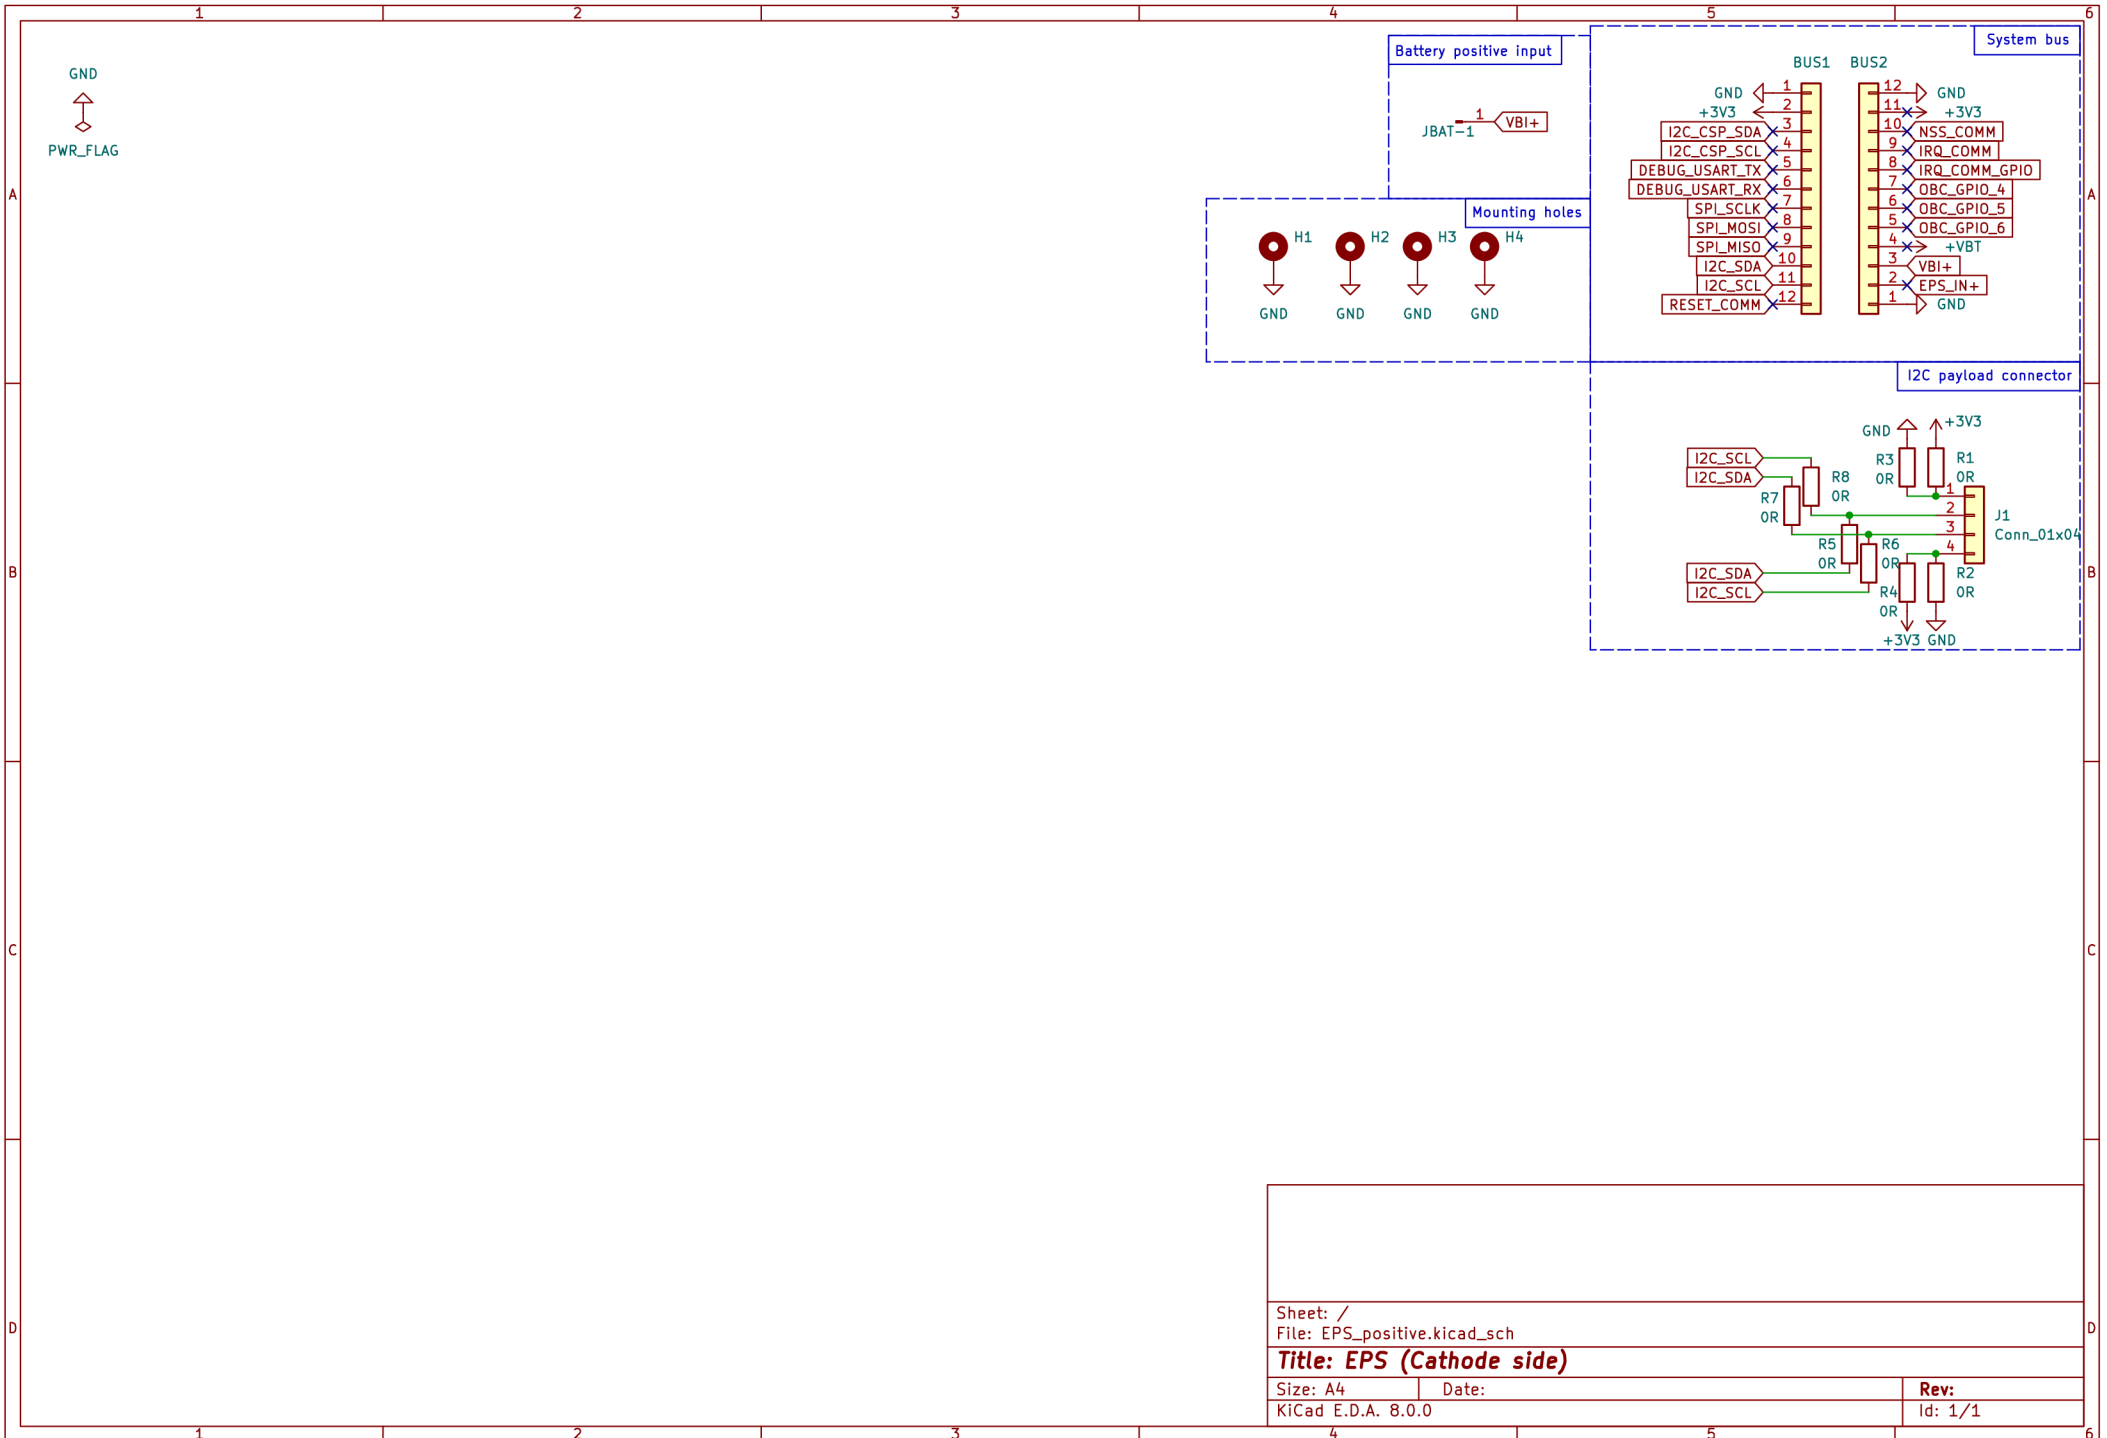 1 2 3 4 5 6
System bus
Battery positive input
BUS1 BUS2
GND
PWR_FLAG
JBAT-1 1 VBI+
GND 1
+3V3 2
I2C_CSP_SDA 3
I2C_CSP_SCL 4
DEBUG_USART_TX 5
DEBUG_USART_RX 6
SPI_SCLK 7
SPI_MOSI 8
SPI_MISO 9
I2C_SDA 10
I2C_SCL 11
RESET_COMM 12
12 GND
11 +3V3
10 NSS_COMM
9 IRQ_COMM
8 IRQ_COMM_GPIO
7 OBC_GPIO_4
6 OBC_GPIO_5
5 OBC_GPIO_6
4 +VBT
3 VBI+
2 EPS_IN+
1 GND
A A
Mounting holes
H1 H2 H3 H4
GND GND GND GND
I2C payload connector
GND +3V3
I2C_SCL
I2C_SDA
R3
0R
R1
0R
R8
0R
R7
0R
1
2
3
4
J1
Conn_01x04
R5
0R
R6
0R
I2C_SDA
I2C_SCL
R4
0R
R2
0R
+3V3 GND
B B
C C
D D
Sheet: /
File: EPS_positive.kicad_sch
Title: EPS (Cathode side)
Size: A4 Date: Rev:
KiCad E.D.A. 8.0.0 Id: 1/1
1 2 3 4 5 6